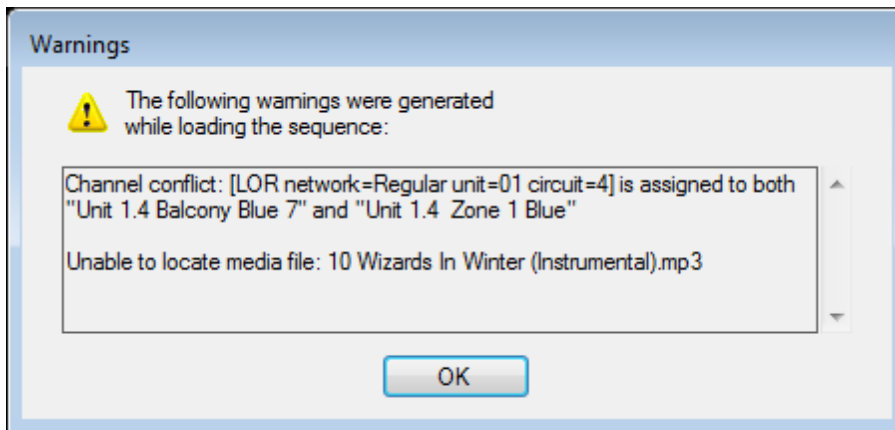 Warnings
The following warnings were generated
while loading the sequence:
Channel conflict: [LOR network=Regular unit=01 circuit=4] is assigned to both
"Unit 1.4 Balcony Blue 7" and "Unit 1.4  Zone 1 Blue"
Unable to locate media file: 10 Wizards In Winter (Instrumental).mp3
OK